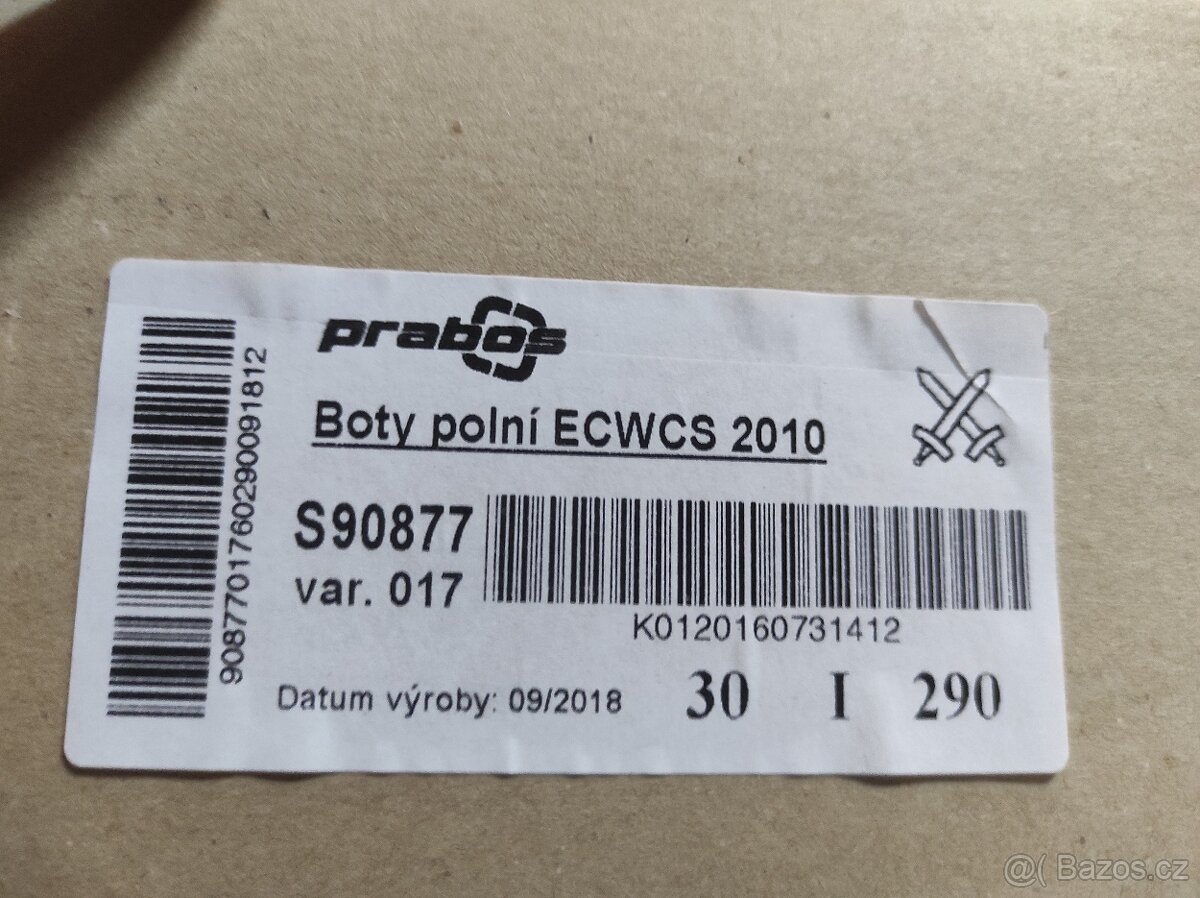 prabos
Boty polní ECWCS 2010
S90877
var. 017
K0120160731412
Datum výroby: 09/2018 30 I 290
9087701760290091812
@( Bazos.cz